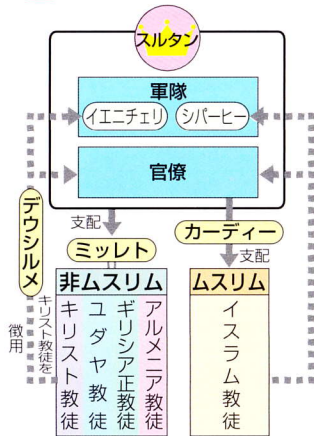 スルタン
軍隊
イエニチェリ
シパーヒー
官僚
支配
ミッレト
カーディー
支配
デウシルメ
キリスト教徒を
徴用
非ムスリム
アルメニア教徒
ギリシア正教徒
ユダヤ教徒
キリスト教徒
ムスリム
イスラム教徒